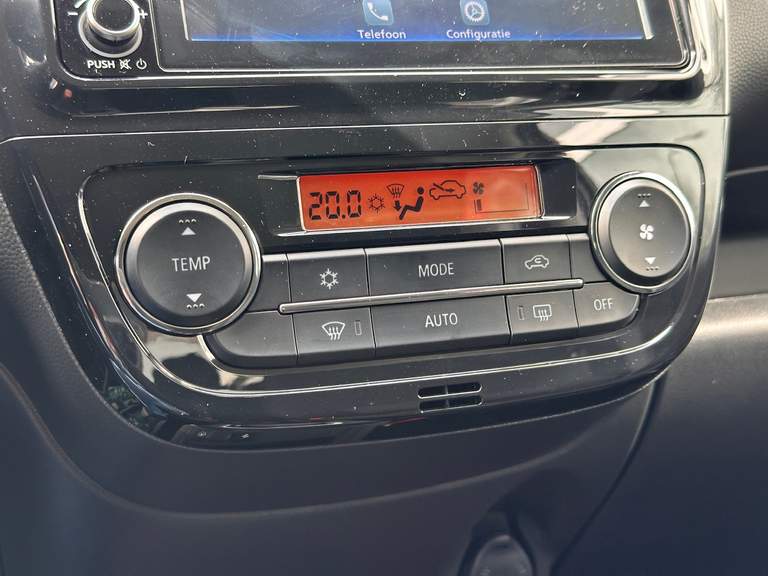 Telefoon
Configuratie
PUSH
20.0
TEMP
MODE
AUTO
OFF